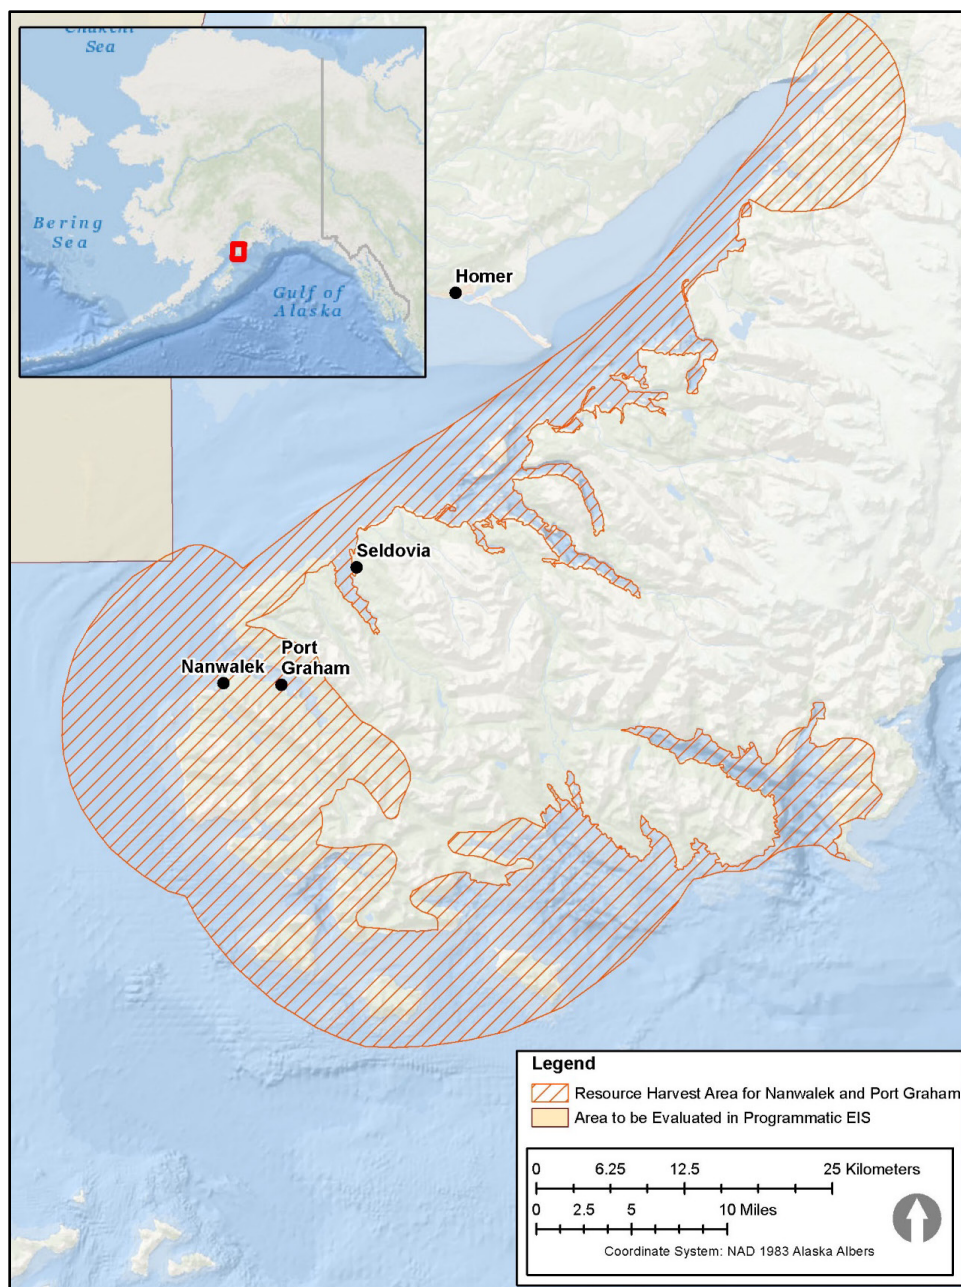 Chukchi
Sea
Bering
Sea
Gulf of
Alaska
Homer
Seldovia
Port
Graham
Nanwalek
Legend
Resource Harvest Area for Nanwalek and Port Graham
Area to be Evaluated in Programmatic EIS
0 6.25 12.5 25 Kilometers
0 2.5 5 10 Miles
Coordinate System: NAD 1983 Alaska Albers